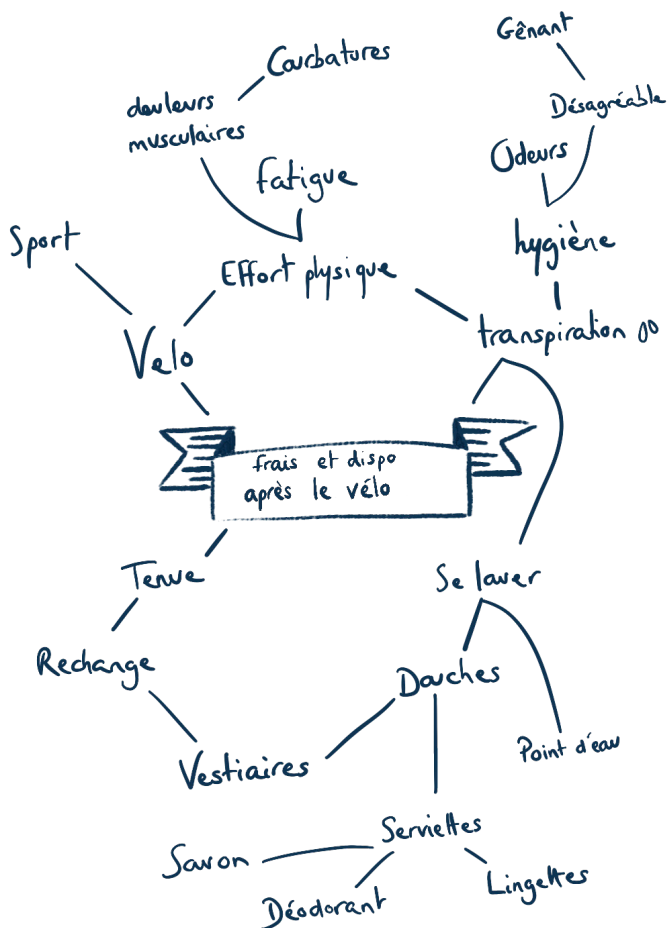 Gênant
Courbatures
Désagréable
douleurs
musculaires
Odeurs
fatigue
Sport
hygiène
Effort physique
transpiration
Velo
frais et dispo
après le vélo
Tenue
Se laver
Rechange
Douches
Point d'eau
Vestiaires
Serviettes
Savon
Lingettes
Déodorant